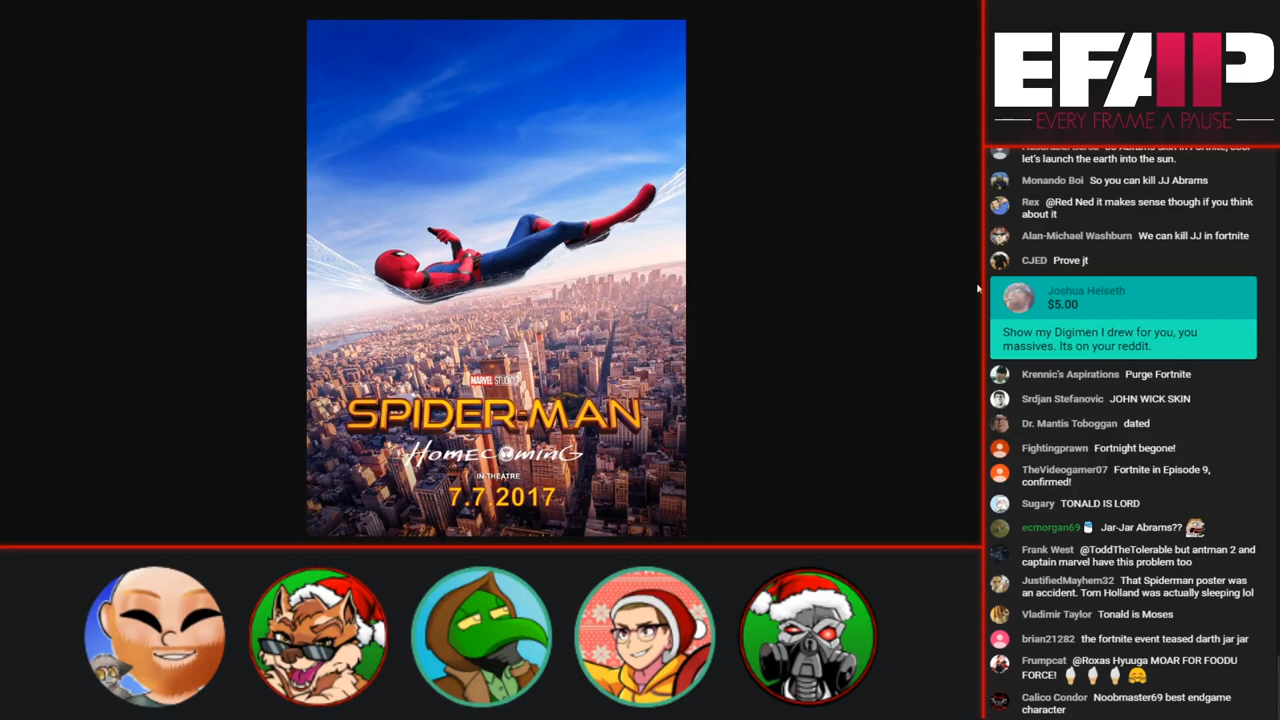 MARVEL STUDIOS
SPIDER-MAN
HOMECOMING
IN THEATRE
7.7.2017
EFAP
EVERY FRAME A PAUSE
let's launch the earth into the sun.
Monando Boi So you can kill JJ Abrams
Rex @Red Ned it makes sense though if you think
about it
Alan-Michael Washburn We can kill JJ in fortnite
CJED Prove jt
Joshua Helseth
$5.00
Show my Digimen I drew for you, you
massives. Its on your reddit.
Krennic's Aspirations Purge Fortnite
Srdjan Stefanovic JOHN WICK SKIN
Dr. Mantis Toboggan dated
Fightingprawn Fortnight begone!
TheVideogamer07 Fortnite in Episode 9,
confirmed!
Sugary TONALD IS LORD
ecmorgan69 Jar-Jar Abrams??
Frank West @ToddTheTolerable but antman 2 and
captain marvel have this problem too
JustifiedMayhem32 That Spiderman poster was
an accident. Tom Holland was actually sleeping lol
Vladimir Taylor Tonald is Moses
brian21282 the fortnite event teased darth jar jar
Frumpcat @Roxas Hyuuga MOAR FOR FOODU
FORCE!
Calico Condor Noobmaster69 best endgame
character